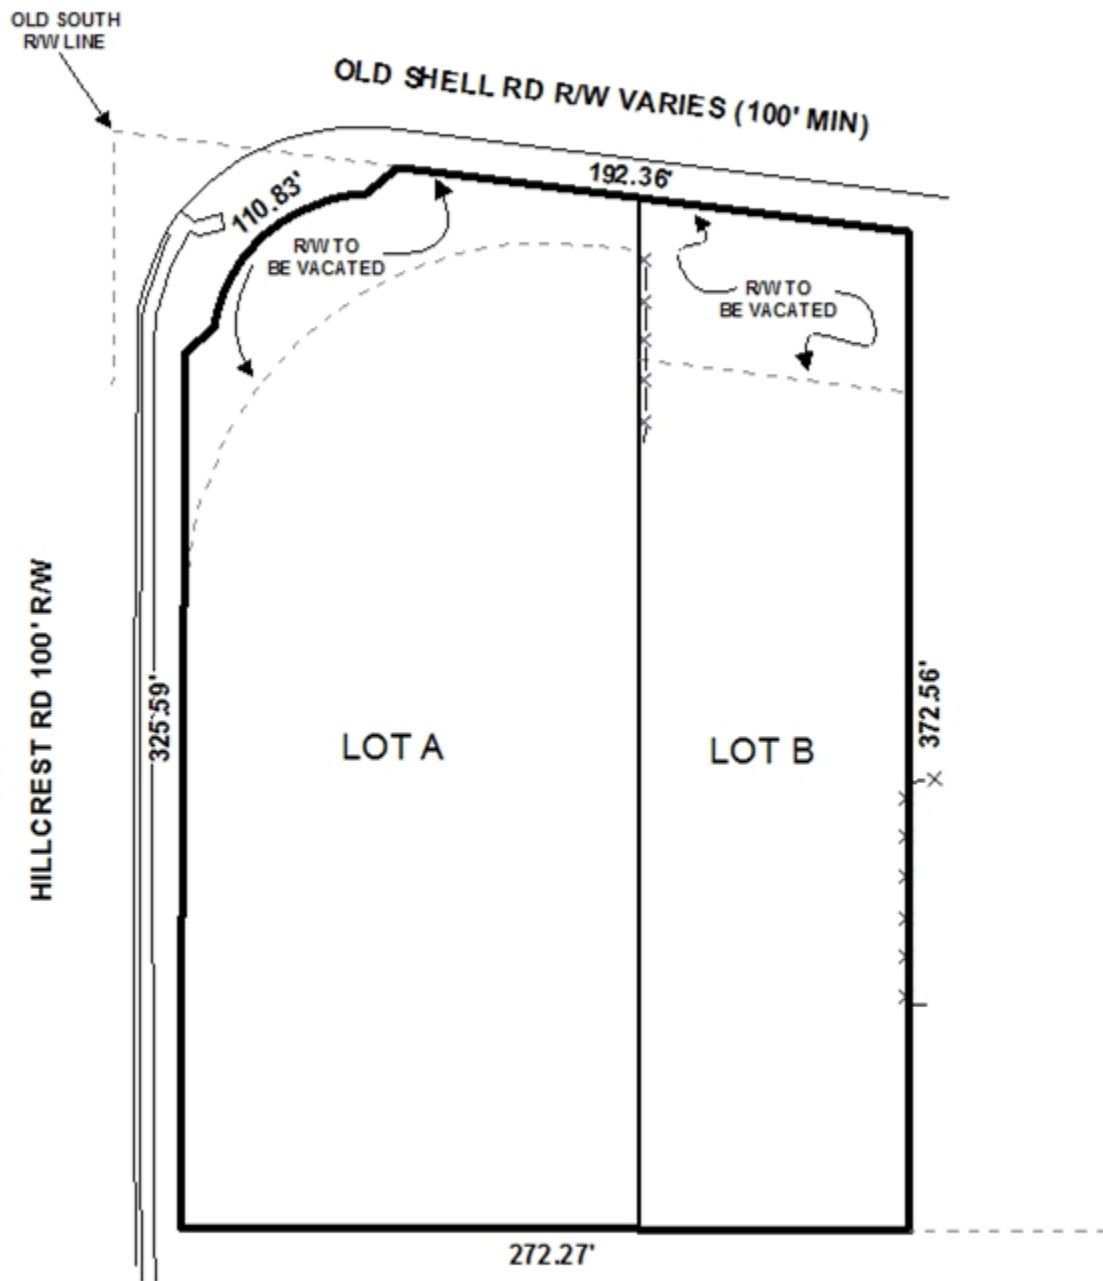 OLD SOUTH
R/W LINE
OLD SHELL RD R/W VARIES (100' MIN)
192.36'
110.83'
R/W TO
BE VACATED
R/W TO
BE VACATED
HILLCREST RD 100' R/W
325.59'
LOT A
LOT B
372.56'
272.27'